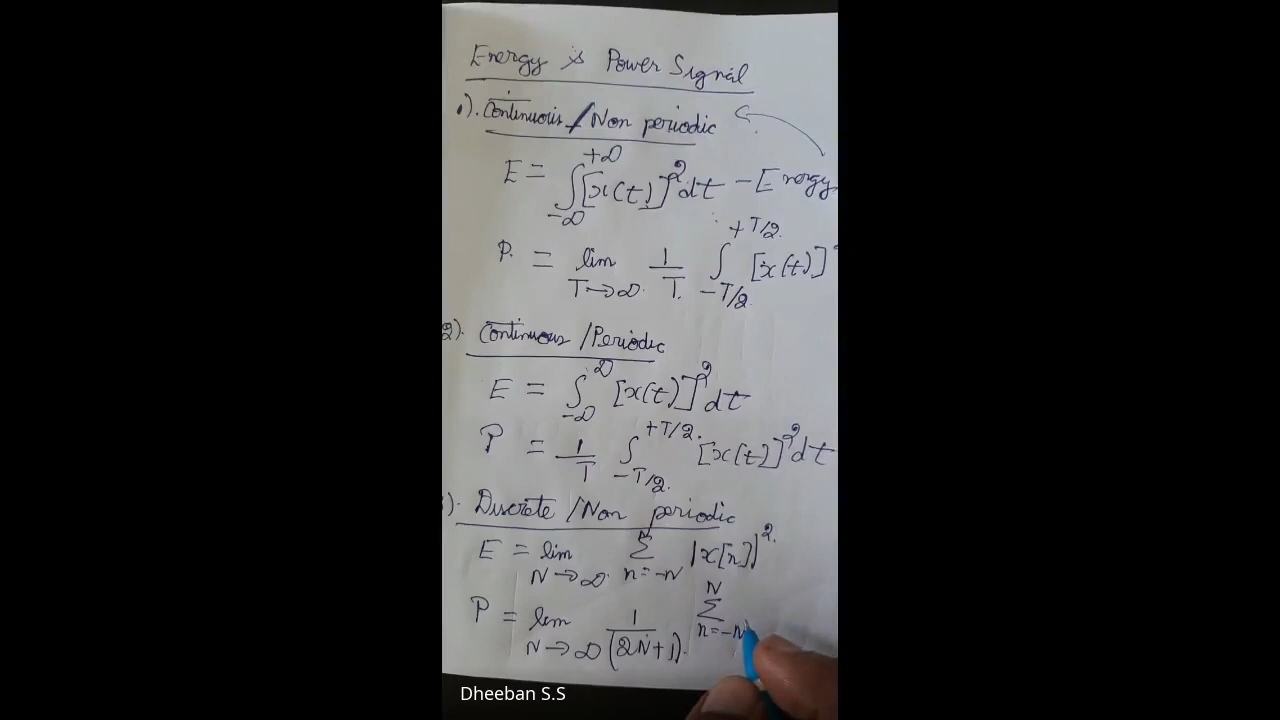 Energy & Power Signal
1). Continuous / Non periodic
E = ∫_{-∞}^{+∞} [x(t)]^2 dt - Energy
P. = lim_{T→∞} 1/T ∫_{-T/2}^{+T/2} [x(t)]^2
2). Continuous / Periodic
E = ∫_{-∞}^{∞} [x(t)]^2 dt
P = 1/T ∫_{-T/2}^{+T/2} [x(t)]^2 dt
). Discrete / Non periodic
E = lim_{N→∞} Σ_{n=-N}^{N} |x[n]|^2
P = lim_{N→∞} 1/(2N+1) Σ_{n=-N}^{N}
Dheeban S.S